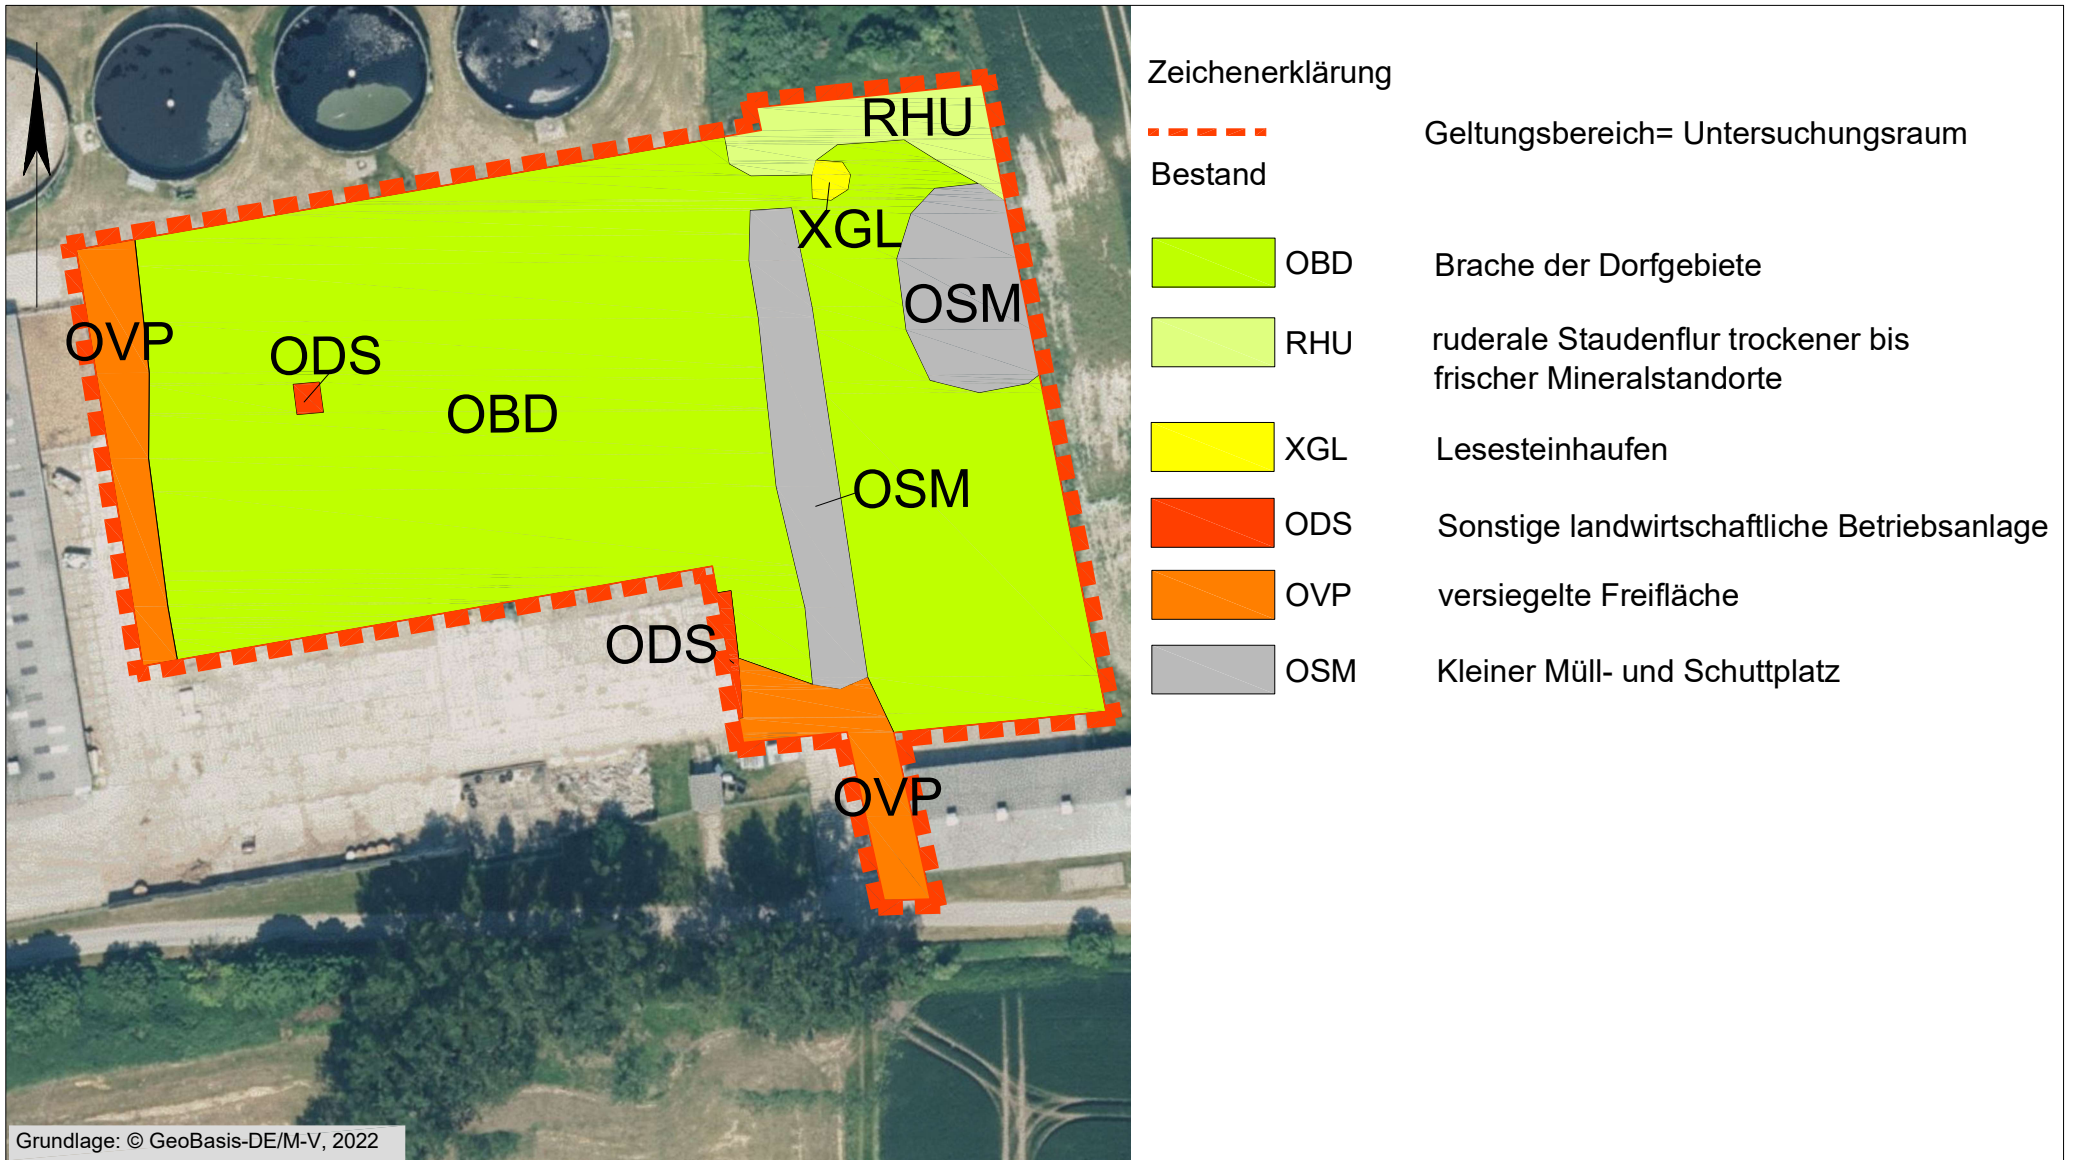 RHU
XGL
OSM
OVP
ODS
OBD
OSM
ODS
OVP
Grundlage: © GeoBasis-DE/M-V, 2022
Zeichenerklärung
Geltungsbereich= Untersuchungsraum
Bestand
OBD Brache der Dorfgebiete
RHU ruderale Staudenflur trockener bis
frischer Mineralstandorte
XGL Lesesteinhaufen
ODS Sonstige landwirtschaftliche Betriebsanlage
OVP versiegelte Freifläche
OSM Kleiner Müll- und Schuttplatz